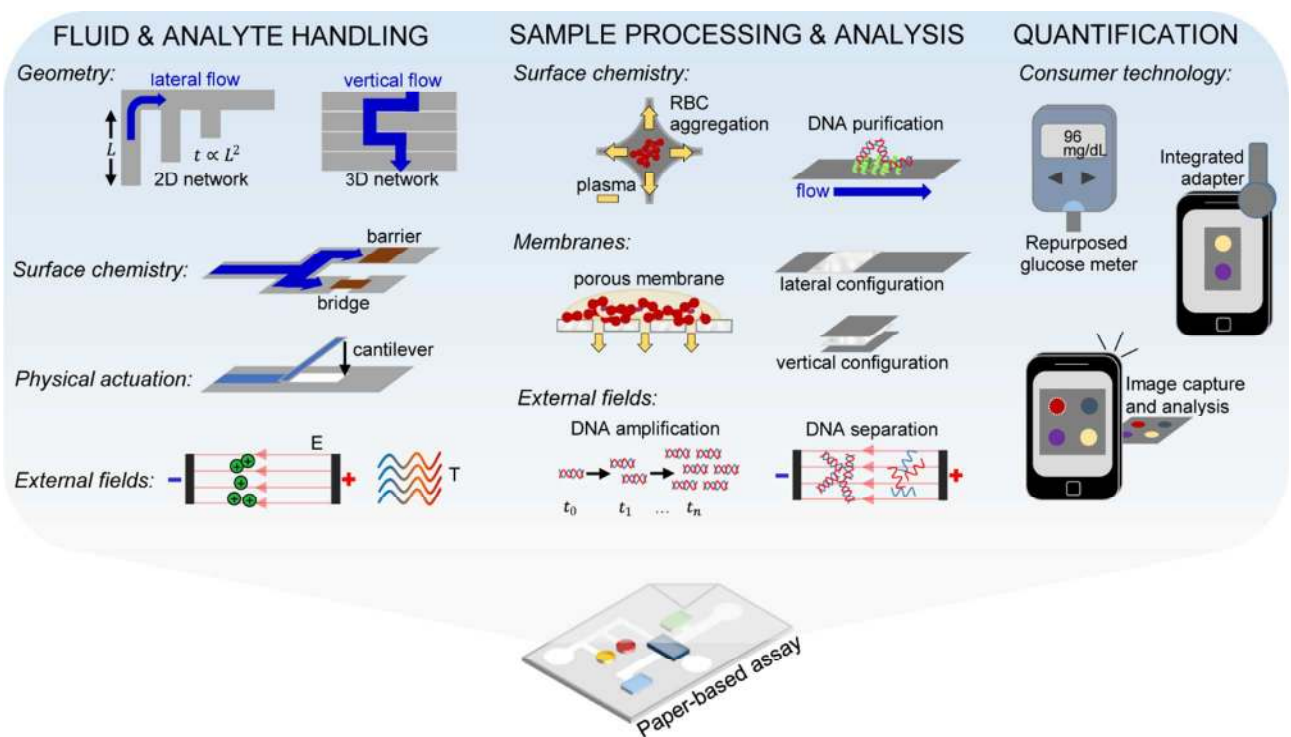 FLUID & ANALYTE HANDLING
Geometry:
lateral flow
vertical flow
L
t ∝ L²
2D network
3D network
Surface chemistry:
barrier
bridge
Physical actuation:
cantilever
External fields:
-
E
+
+
+
+
+
+
T
SAMPLE PROCESSING & ANALYSIS
Surface chemistry:
RBC
aggregation
plasma
DNA purification
flow
Membranes:
porous membrane
lateral configuration
vertical configuration
External fields:
DNA amplification
t₀
t₁
...
tₙ
DNA separation
-
+
QUANTIFICATION
Consumer technology:
96
mg/dL
Repurposed
glucose meter
Integrated
adapter
Image capture
and analysis
Paper-based assay